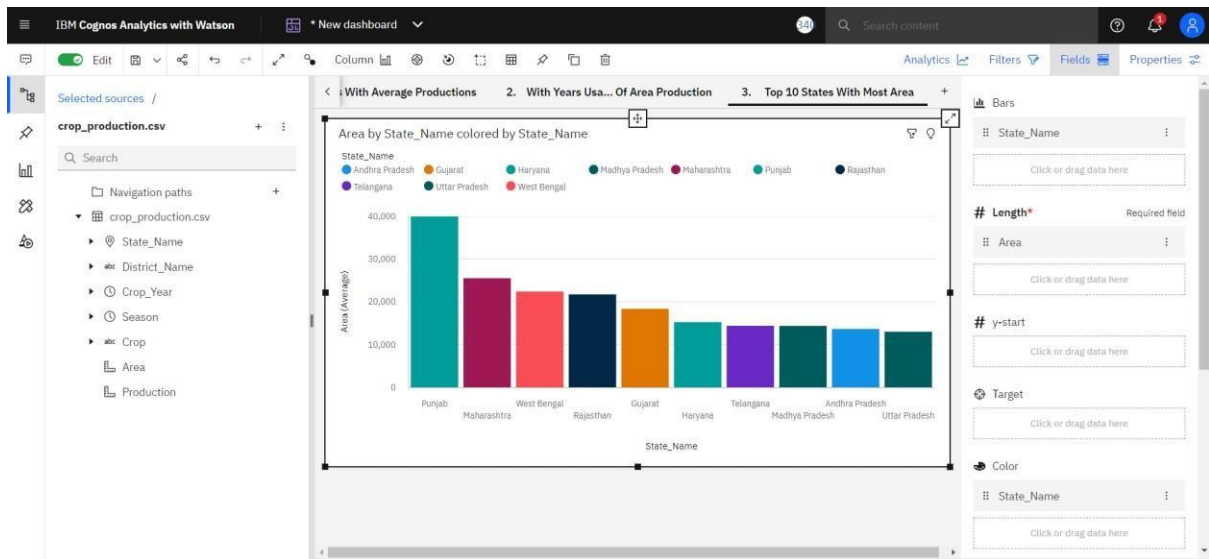 IBM Cognos Analytics with Watson
* New dashboard
Search content
Edit
Column
Analytics
Filters
Fields
Properties
Selected sources /
crop_production.csv
Search
Navigation paths
crop_production.csv
State_Name
abc District_Name
Crop_Year
Season
abc Crop
Area
Production
With Average Productions
2. With Years Usa... Of Area Production
3. Top 10 States With Most Area
Area by State_Name colored by State_Name
State_Name
Andhra Pradesh Gujarat Haryana Madhya Pradesh Maharashtra Punjab Rajasthan
Telangana Uttar Pradesh West Bengal
Area (Average)
40,000
30,000
20,000
10,000
0
Punjab West Bengal Gujarat Telangana Andhra Pradesh
Maharashtra Rajasthan Haryana Madhya Pradesh Uttar Pradesh
State_Name
Bars
State_Name
Click or drag data here
# Length* Required field
Area
Click or drag data here
# y-start
Click or drag data here
Target
Click or drag data here
Color
State_Name
Click or drag data here